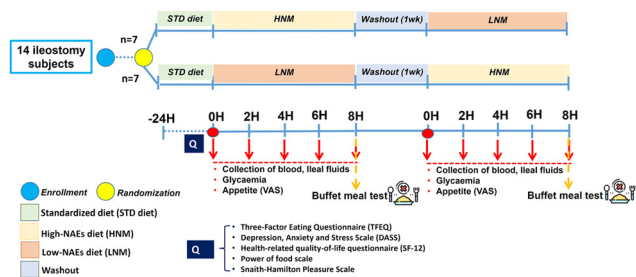 n=7
STD diet
HNM
Washout (1wk)
LNM
14 ileostomy
subjects
n=7
STD diet
LNM
Washout (1wk)
HNM
-24H
0H
2H
4H
6H
8H
0H
2H
4H
6H
8H
Q
• Collection of blood, Ileal fluids
• Glycaemia
• Appetite (VAS)
• Collection of blood, Ileal fluids
• Glycaemia
• Appetite (VAS)
Buffet meal test
Buffet meal test
Enrollment
Randomization
Standardized diet (STD diet)
High-NAEs diet (HNM)
Low-NAEs diet (LNM)
Washout
Q
• Three-Factor Eating Questionnaire (TFEQ)
• Depression, Anxiety and Stress Scale (DASS)
• Health-related quality-of-life questionnaire (SF-12)
• Power of food scale
• Snaith-Hamilton Pleasure Scale